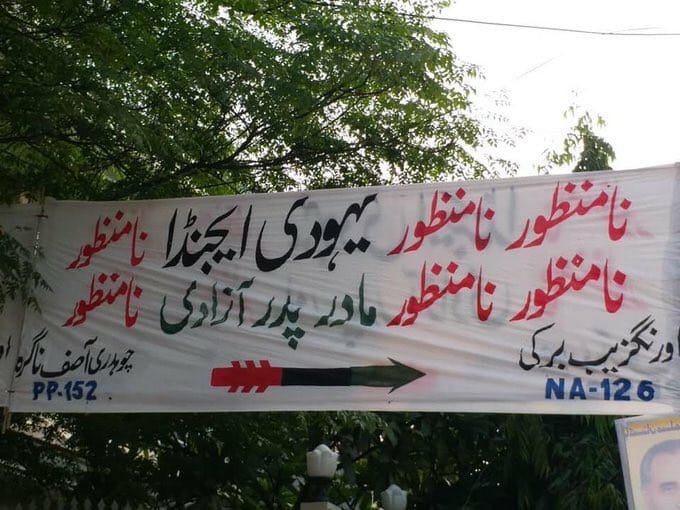 نامنظور نامنظور یہودی ایجنڈا نامنظور
نامنظور نامنظور مادر پدر آزادی نامنظور
اورنگزیب برکی
NA-126
چوہدری آصف ناگرہ
PP-152